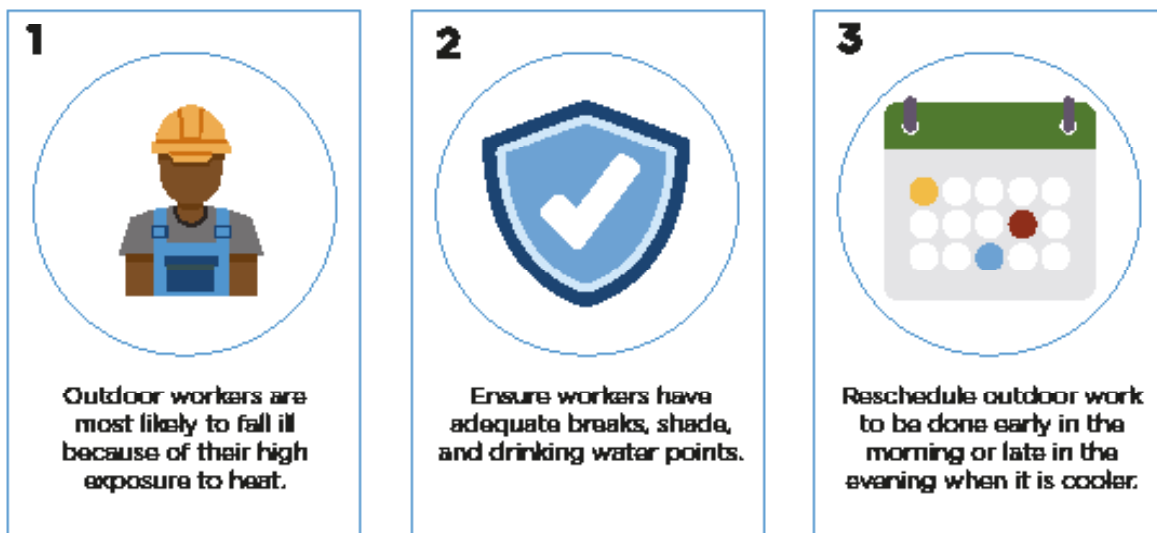 1
Outdoor workers are
most likely to fall ill
because of their high
exposure to heat.
2
Ensure workers have
adequate breaks, shade,
and drinking water points.
3
Reschedule outdoor work
to be done early in the
morning or late in the
evening when it is cooler.